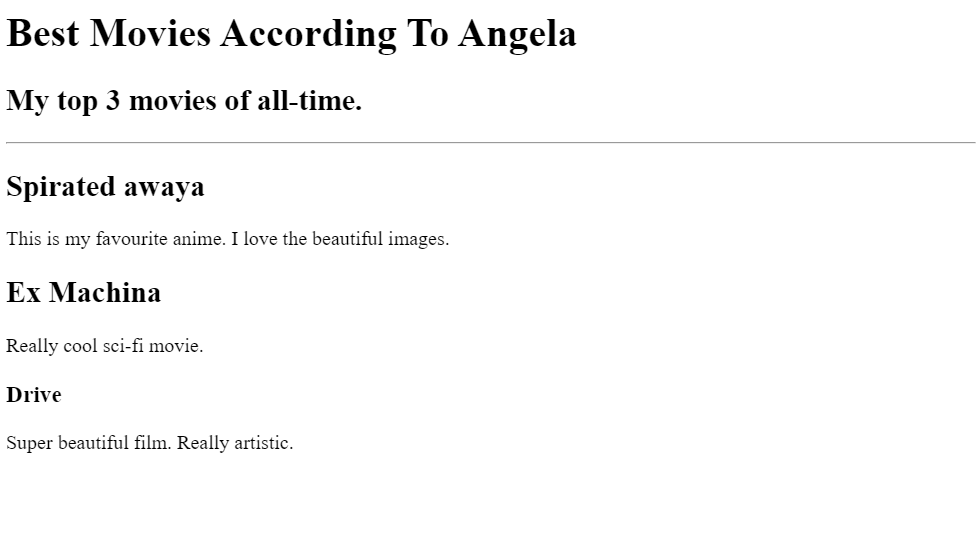 Best Movies According To Angela
My top 3 movies of all-time.
Spirated awaya
This is my favourite anime. I love the beautiful images.
Ex Machina
Really cool sci-fi movie.
Drive
Super beautiful film. Really artistic.